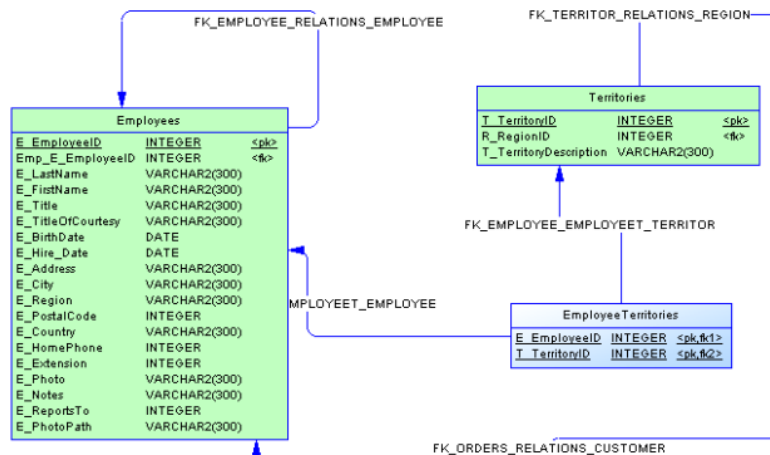 FK_EMPLOYEE_RELATIONS_EMPLOYEE
FK_TERRITOR_RELATIONS_REGION
Employees
E_EmployeeID INTEGER <pk>
Emp_E_EmployeeID INTEGER <fk>
E_LastName VARCHAR2(300)
E_FirstName VARCHAR2(300)
E_Title VARCHAR2(300)
E_TitleOfCourtesy VARCHAR2(300)
E_BirthDate DATE
E_Hire_Date DATE
E_Address VARCHAR2(300)
E_City VARCHAR2(300)
E_Region VARCHAR2(300)
E_PostalCode INTEGER
E_Country VARCHAR2(300)
E_HomePhone INTEGER
E_Extension INTEGER
E_Photo VARCHAR2(300)
E_Notes VARCHAR2(300)
E_ReportsTo INTEGER
E_PhotoPath VARCHAR2(300)
Territories
T_TerritoryID INTEGER <pk>
R_RegionID INTEGER <fk>
T_TerritoryDescription VARCHAR2(300)
FK_EMPLOYEE_EMPLOYEET_TERRITOR
MPLOYEET_EMPLOYEE
EmployeeTerritories
E_EmployeeID INTEGER <pk,fk1>
T_TerritoryID INTEGER <pk,fk2>
FK_ORDERS_RELATIONS_CUSTOMER